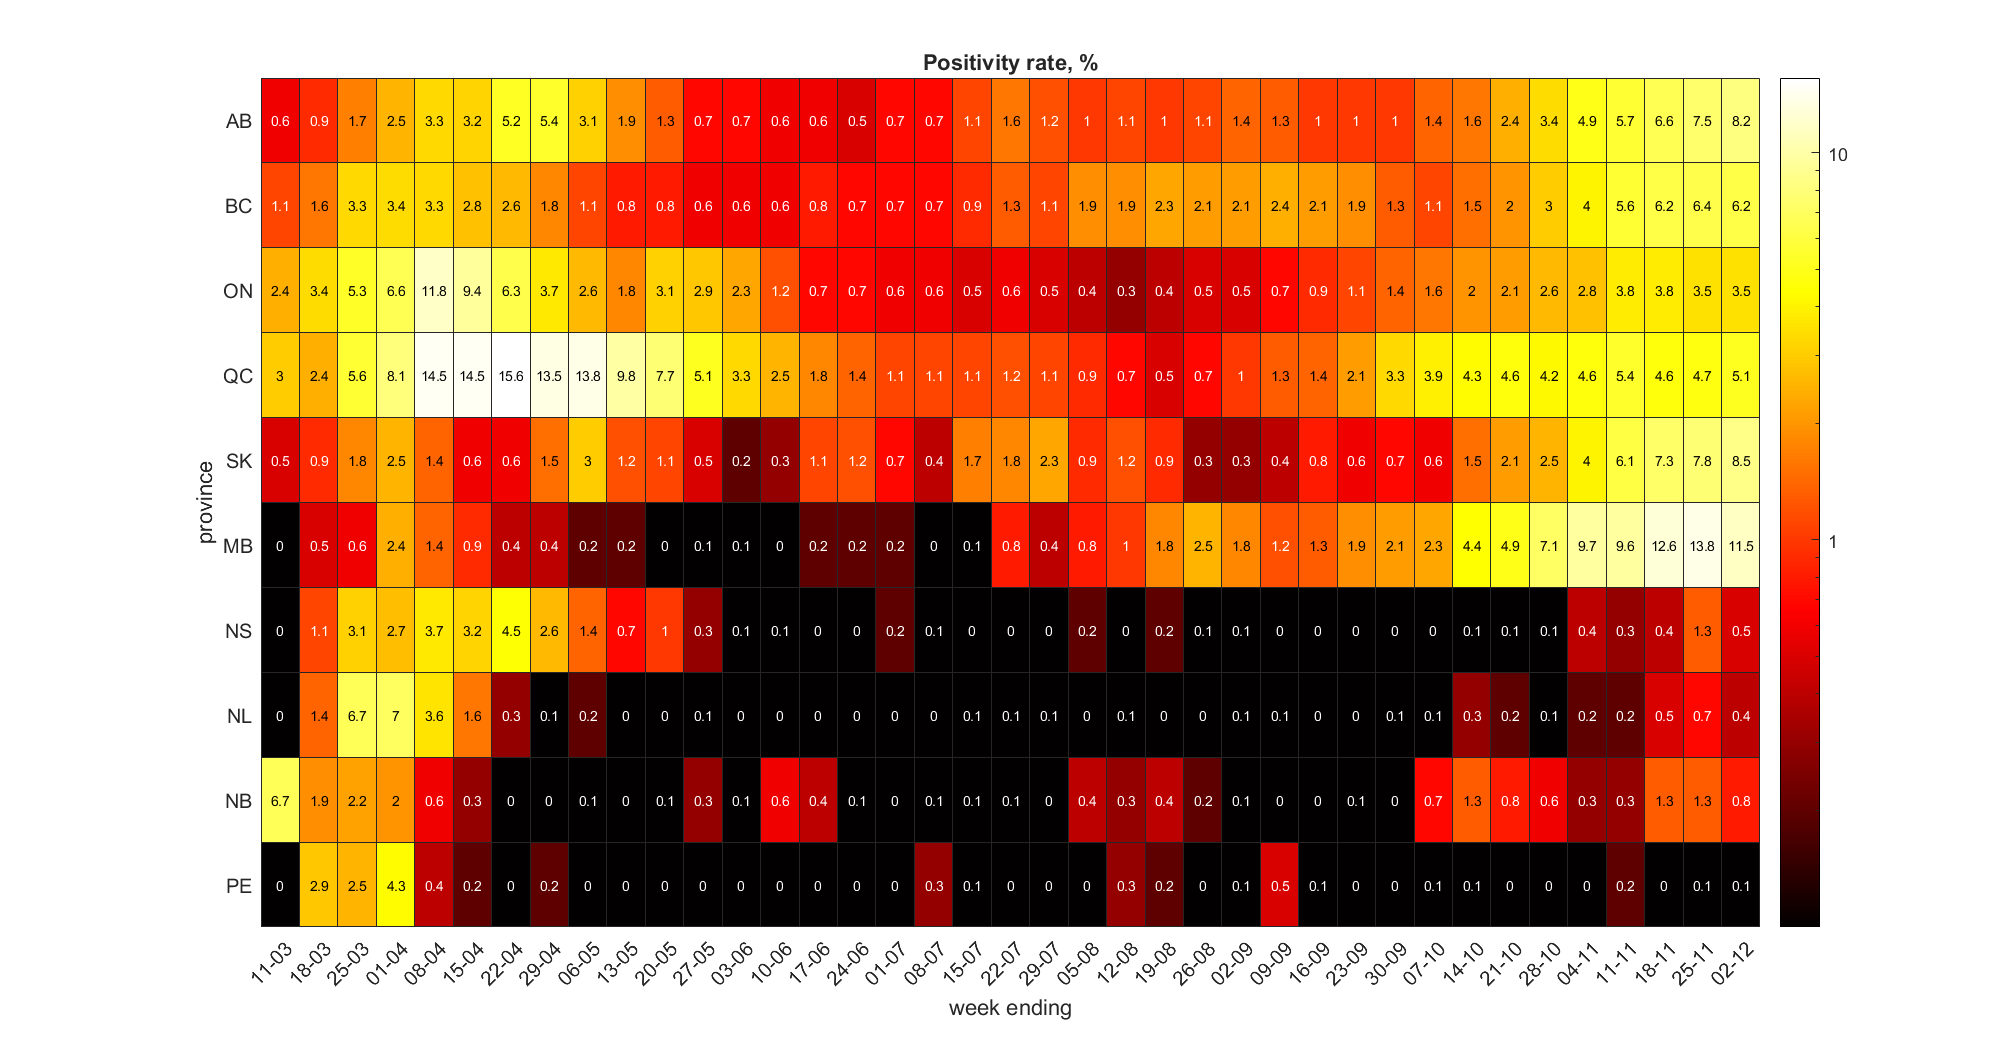 Positivity rate, %
AB 0.6 0.9 1.7 2.5 3.3 3.2 5.2 5.4 3.1 1.9 1.3 0.7 0.7 0.6 0.6 0.5 0.7 0.7 1.1 1.6 1.2 1 1.1 1 1.1 1.4 1.3 1 1 1 1.4 1.6 2.4 3.4 4.9 5.7 6.6 7.5 8.2
10
BC 1.1 1.6 3.3 3.4 3.3 2.8 2.6 1.8 1.1 0.8 0.8 0.6 0.6 0.6 0.8 0.7 0.7 0.7 0.9 1.3 1.1 1.9 1.9 2.3 2.1 2.1 2.4 2.1 1.9 1.3 1.1 1.5 2 3 4 5.6 6.2 6.4 6.2
ON 2.4 3.4 5.3 6.6 11.8 9.4 6.3 3.7 2.6 1.8 3.1 2.9 2.3 1.2 0.7 0.7 0.6 0.6 0.5 0.6 0.5 0.4 0.3 0.4 0.5 0.5 0.7 0.9 1.1 1.4 1.6 2 2.1 2.6 2.8 3.8 3.8 3.5 3.5
QC 3 2.4 5.6 8.1 14.5 14.5 15.6 13.5 13.8 9.8 7.7 5.1 3.3 2.5 1.8 1.4 1.1 1.1 1.1 1.2 1.1 0.9 0.7 0.5 0.7 1 1.3 1.4 2.1 3.3 3.9 4.3 4.6 4.2 4.6 5.4 4.6 4.7 5.1
SK 0.5 0.9 1.8 2.5 1.4 0.6 0.6 1.5 3 1.2 1.1 0.5 0.2 0.3 1.1 1.2 0.7 0.4 1.7 1.8 2.3 0.9 1.2 0.9 0.3 0.3 0.4 0.8 0.6 0.7 0.6 1.5 2.1 2.5 4 6.1 7.3 7.8 8.5
province
MB 0 0.5 0.6 2.4 1.4 0.9 0.4 0.4 0.2 0.2 0 0.1 0.1 0 0.2 0.2 0.2 0 0.1 0.8 0.4 0.8 1 1.8 2.5 1.8 1.2 1.3 1.9 2.1 2.3 4.4 4.9 7.1 9.7 9.6 12.6 13.8 11.5
1
NS 0 1.1 3.1 2.7 3.7 3.2 4.5 2.6 1.4 0.7 1 0.3 0.1 0.1 0 0 0.2 0.1 0 0 0 0.2 0 0.2 0.1 0.1 0 0 0 0 0 0.1 0.1 0.1 0.4 0.3 0.4 1.3 0.5
NL 0 1.4 6.7 7 3.6 1.6 0.3 0.1 0.2 0 0 0.1 0 0 0 0 0 0 0.1 0.1 0.1 0 0.1 0 0 0.1 0.1 0 0 0.1 0.1 0.3 0.2 0.1 0.2 0.2 0.5 0.7 0.4
NB 6.7 1.9 2.2 2 0.6 0.3 0 0 0.1 0 0.1 0.3 0.1 0.6 0.4 0.1 0 0.1 0.1 0.1 0 0.4 0.3 0.4 0.2 0.1 0 0 0.1 0 0.7 1.3 0.8 0.6 0.3 0.3 1.3 1.3 0.8
PE 0 2.9 2.5 4.3 0.4 0.2 0 0.2 0 0 0 0 0 0 0 0 0 0.3 0.1 0 0 0 0.3 0.2 0 0.1 0.5 0.1 0 0 0.1 0.1 0 0 0 0.2 0 0.1 0.1
11-03 18-03 25-03 01-04 08-04 15-04 22-04 29-04 06-05 13-05 20-05 27-05 03-06 10-06 17-06 24-06 01-07 08-07 15-07 22-07 29-07 05-08 12-08 19-08 26-08 02-09 09-09 16-09 23-09 30-09 07-10 14-10 21-10 28-10 04-11 11-11 18-11 25-11 02-12
week ending